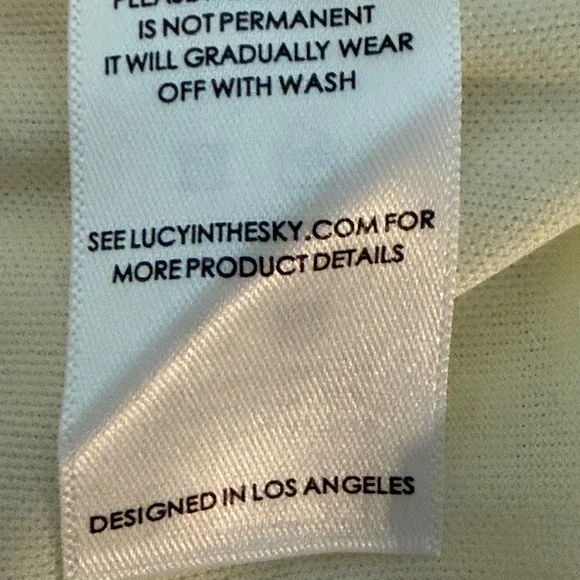 PLEASE
IS NOT PERMANENT
IT WILL GRADUALLY WEAR
OFF WITH WASH
SEE LUCYINTHESKY.COM FOR
MORE PRODUCT DETAILS
DESIGNED IN LOS ANGELES